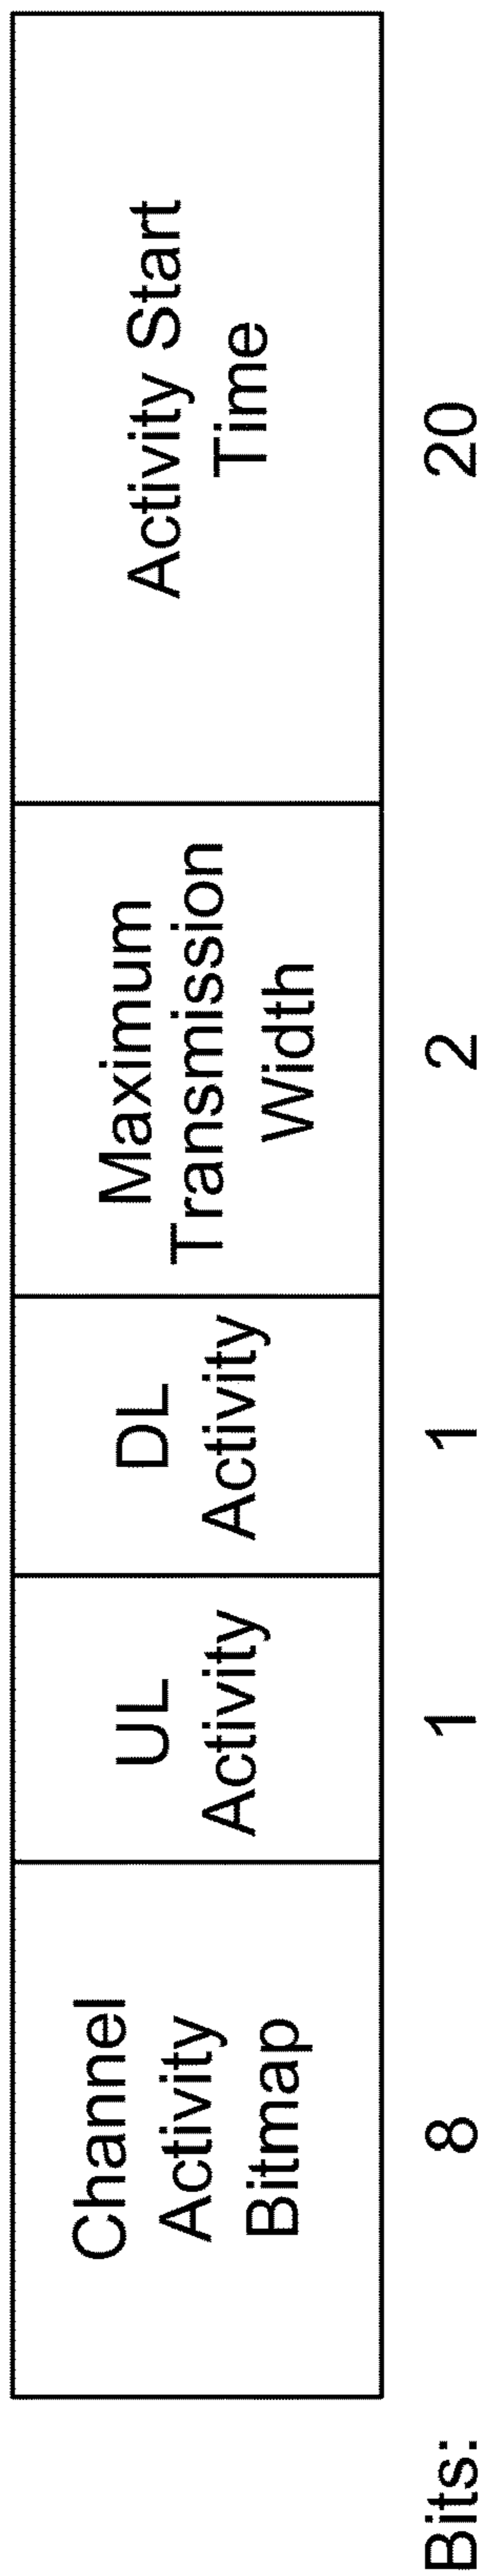 Channel
Activity
Bitmap
UL
Activity
DL
Activity
Maximum
Transmission
Width
Activity Start
Time
Bits: 8 1 1 2 20